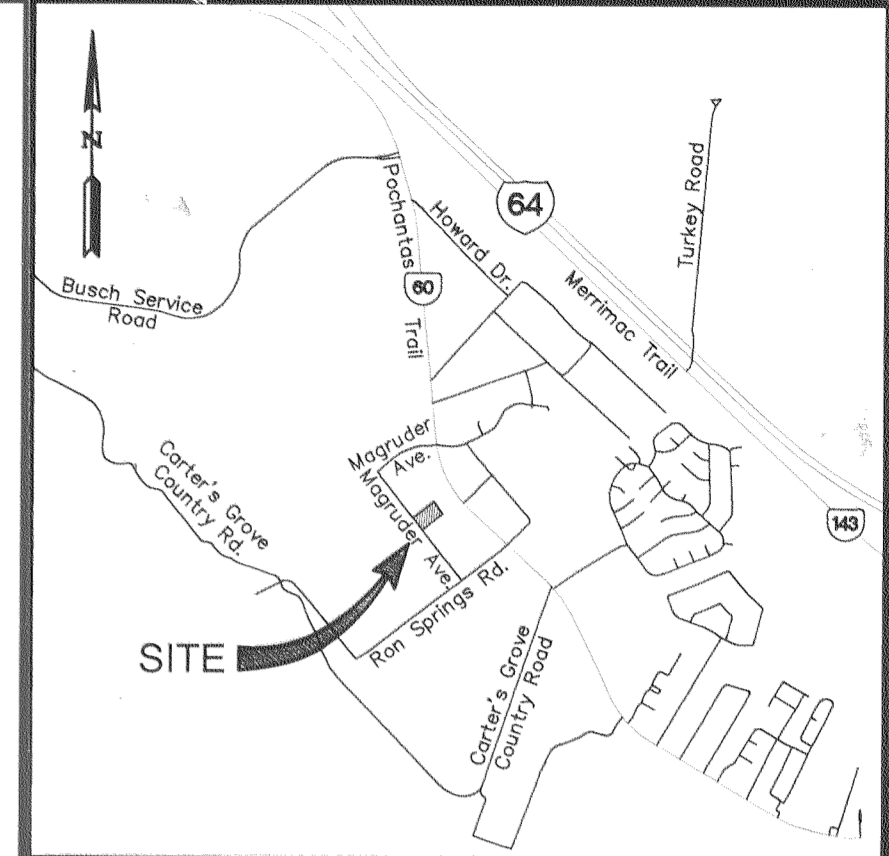 N
64
Turkey Road
Pochantas
60
Trail
Howard Dr.
Merrimac Trail
Busch Service
Road
Magruder
Ave.
Magruder Ave.
Carter's Grove
Country Rd.
143
SITE
Ron Springs Rd.
Carter's Grove
Country Road